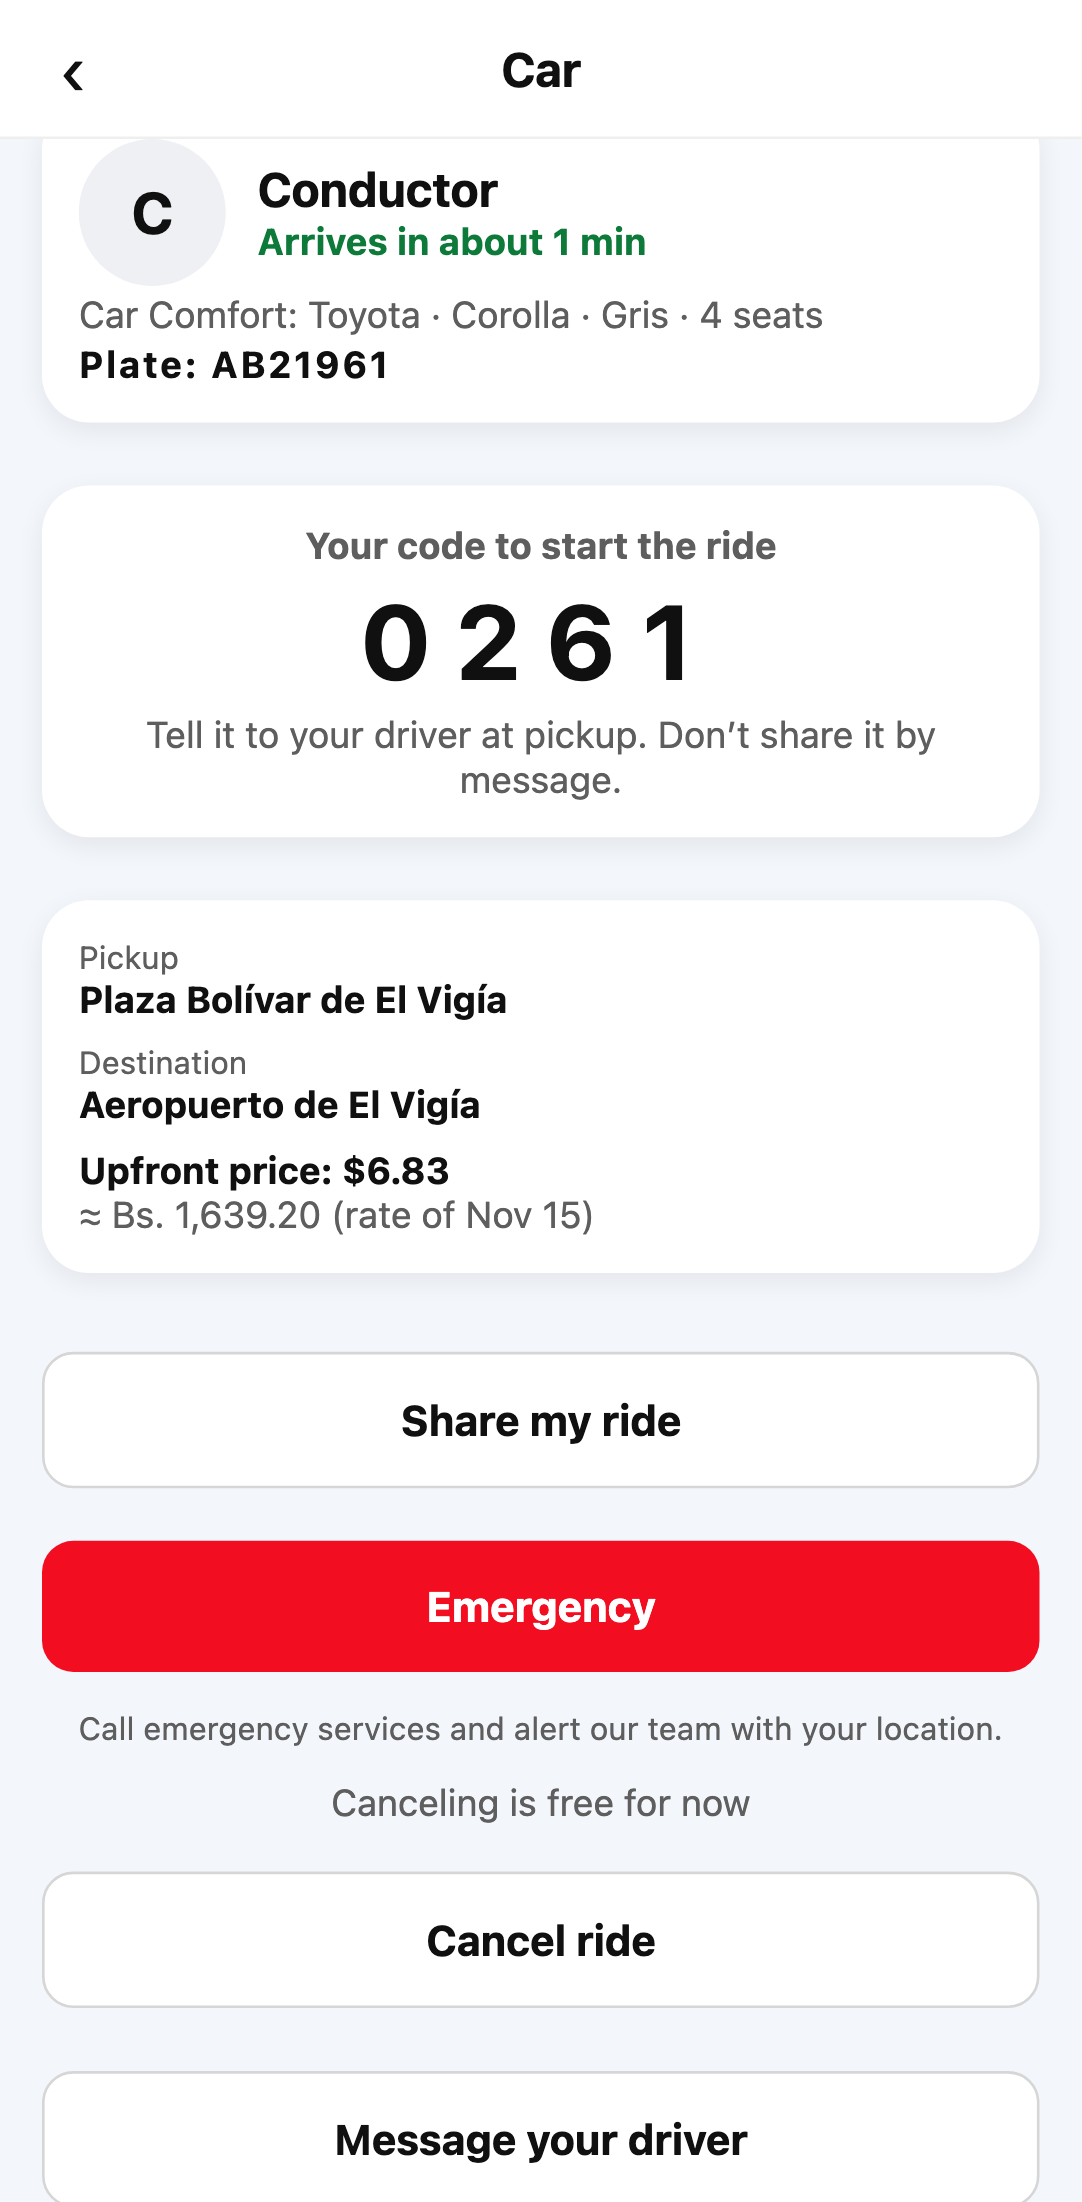 Car
C
Conductor
Arrives in about 1 min
Car Comfort: Toyota · Corolla · Gris · 4 seats
Plate: AB21961
Your code to start the ride
0261
Tell it to your driver at pickup. Don’t share it by
message.
Pickup
Plaza Bolívar de El Vigía
Destination
Aeropuerto de El Vigía
Upfront price: $6.83
≈ Bs. 1,639.20 (rate of Nov 15)
Share my ride
Emergency
Call emergency services and alert our team with your location.
Canceling is free for now
Cancel ride
Message your driver